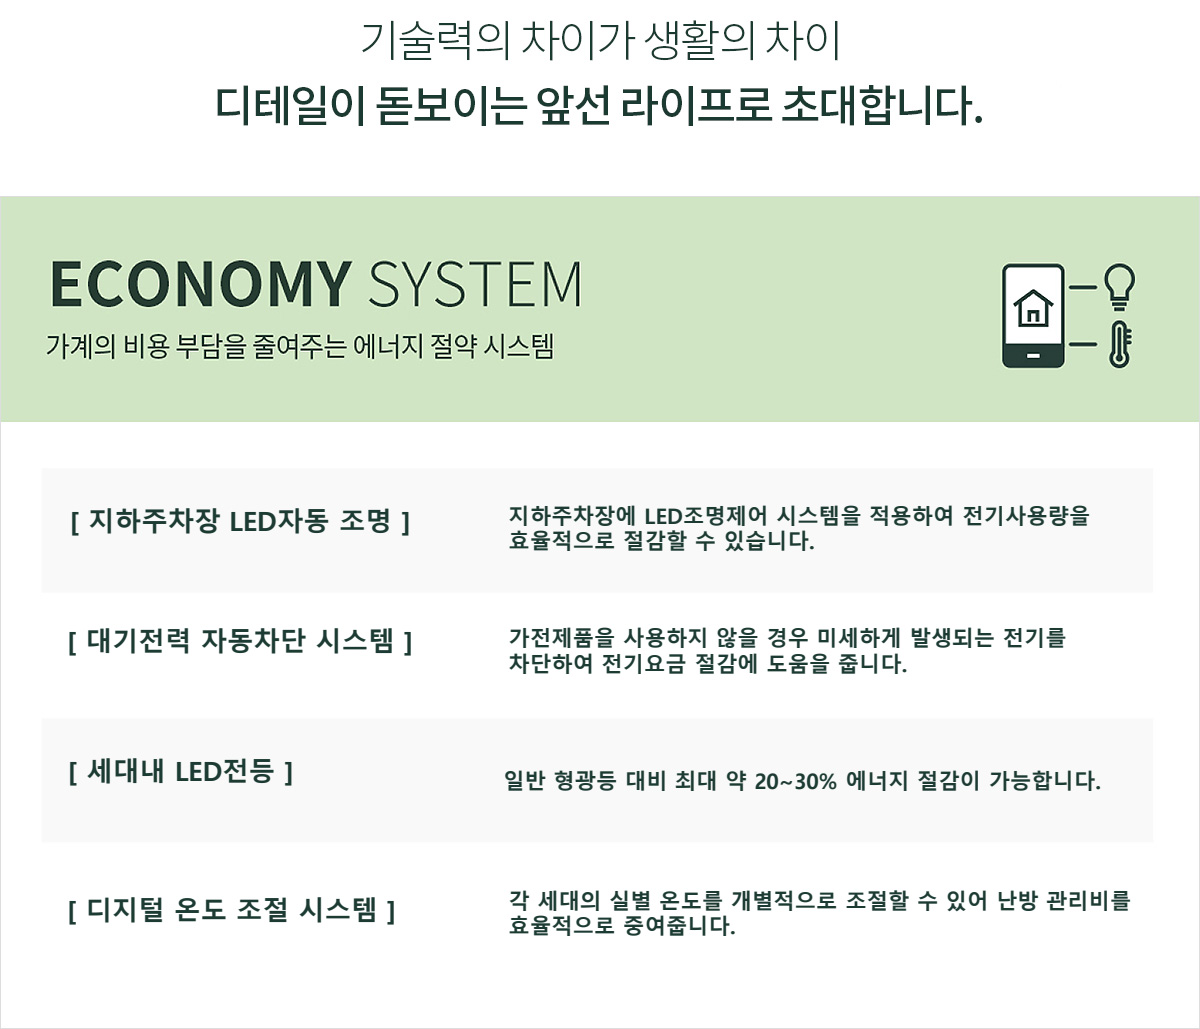 기술력의 차이가 생활의 차이
디테일이 돋보이는 앞선 라이프로 초대합니다.
ECONOMY SYSTEM
가계의 비용 부담을 줄여주는 에너지 절약 시스템
[ 지하주차장 LED자동 조명 ]
지하주차장에 LED조명제어 시스템을 적용하여 전기사용량을
효율적으로 절감할 수 있습니다.
[ 대기전력 자동차단 시스템 ]
가전제품을 사용하지 않을 경우 미세하게 발생되는 전기를
차단하여 전기요금 절감에 도움을 줍니다.
[ 세대내 LED전등 ]
일반 형광등 대비 최대 약 20~30% 에너지 절감이 가능합니다.
[ 디지털 온도 조절 시스템 ]
각 세대의 실별 온도를 개별적으로 조절할 수 있어 난방 관리비를
효율적으로 중여줍니다.